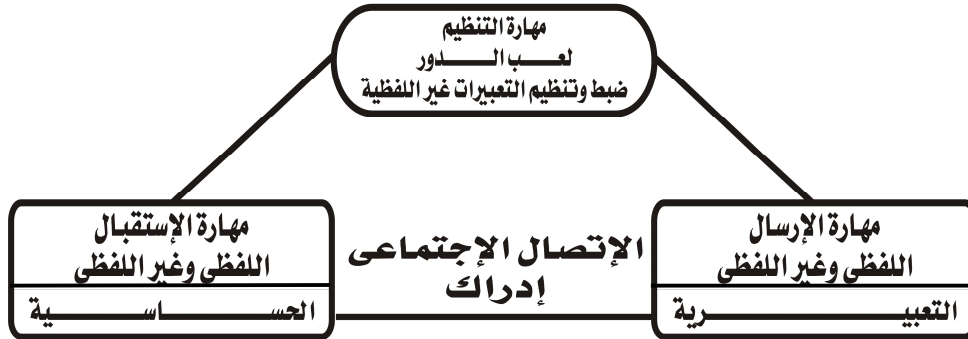 مهارة التنظيم
لعب الدور
ضبط وتنظيم التعبيرات غير اللفظية
مهارة الإرسال
اللفظى وغير اللفظى
التعبيرية
الإتصال الإجتماعى
إدراك
مهارة الإستقبال
اللفظى وغير اللفظى
الحساسية